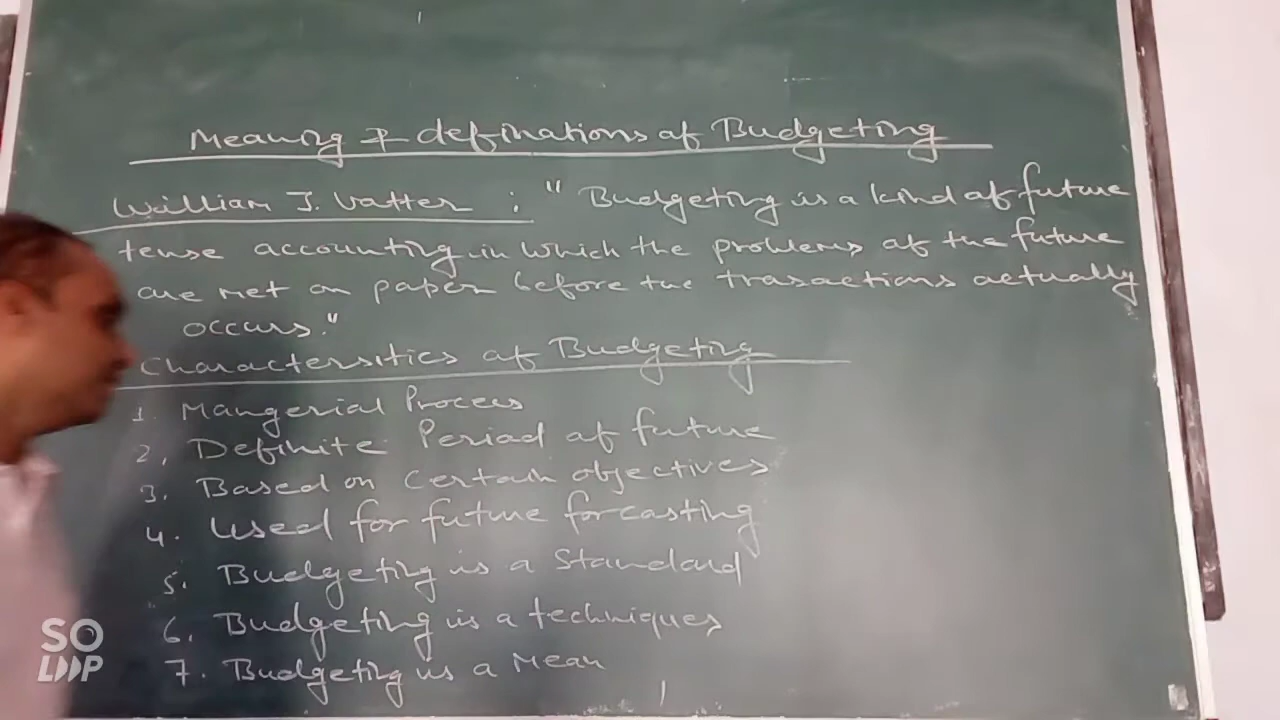 Meaning & definations of Budgeting
William J. Vatter : " Budgeting is a kind of future
tense accounting in which the problems of the future
are met on paper before the trasactions actually
occurs."
Charactersitics of Budgeting
1. Mangerial Process
2. Definite Period of future
3. Based on Certain objectives
4. Used for future forcasting
5. Budgeting is a Standard
6. Budgeting is a techniques
7. Budgeting is a Mean
SO
LOOP